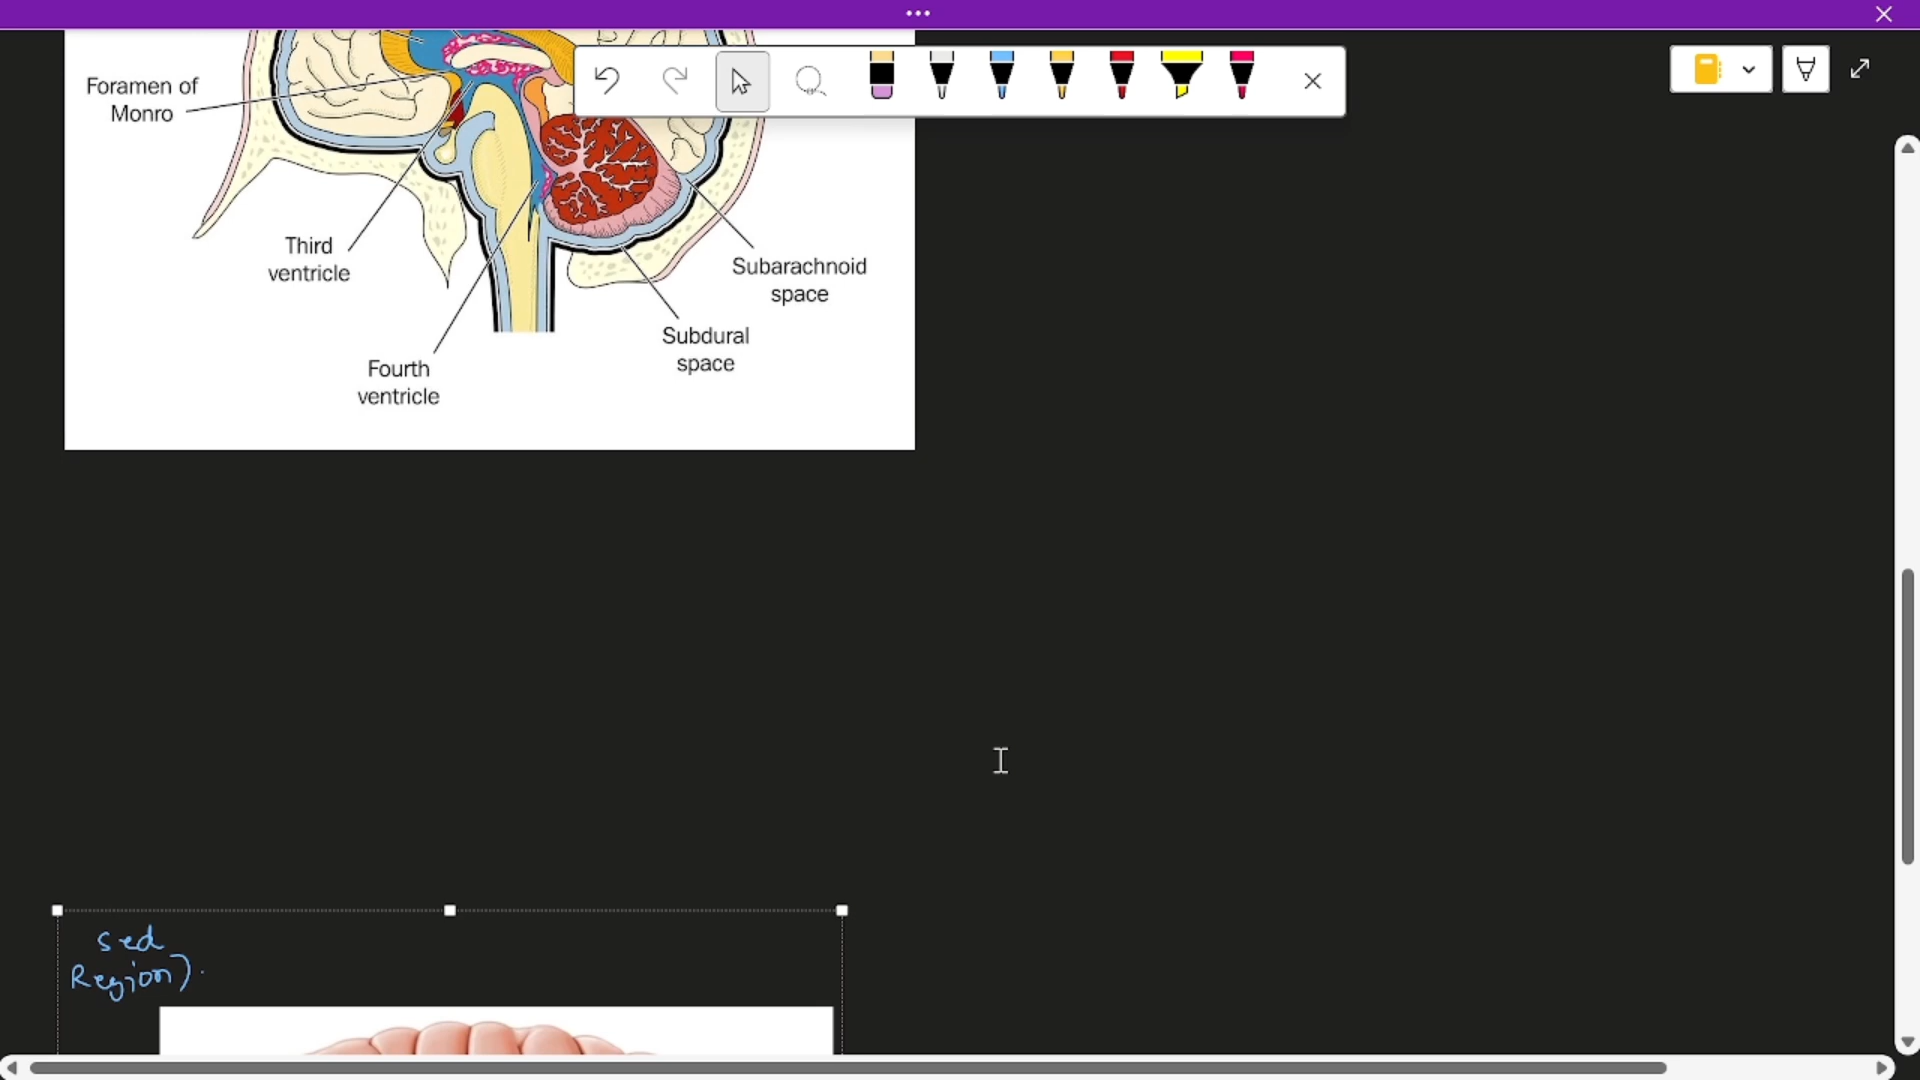 Foramen of
Monro
Third
ventricle
Subarachnoid
space
Subdural
space
Fourth
ventricle
sed
Region).